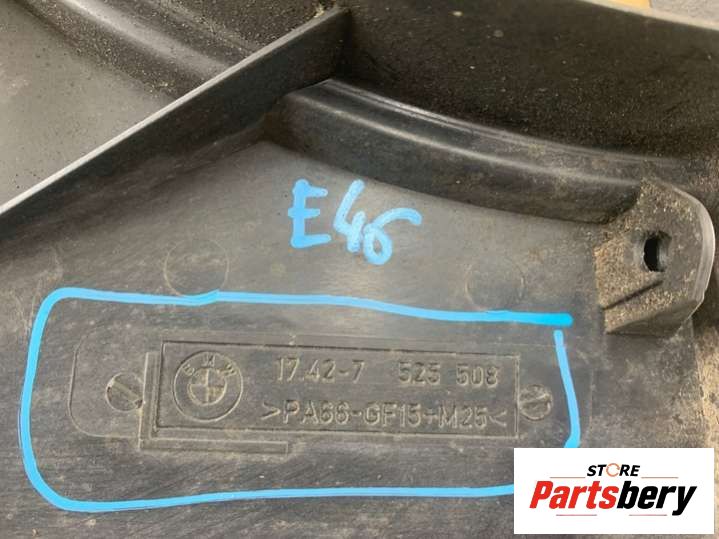 E46
BMW
17.42-7 525 508
>PA66-GF15+M25<
STORE
Partsbery